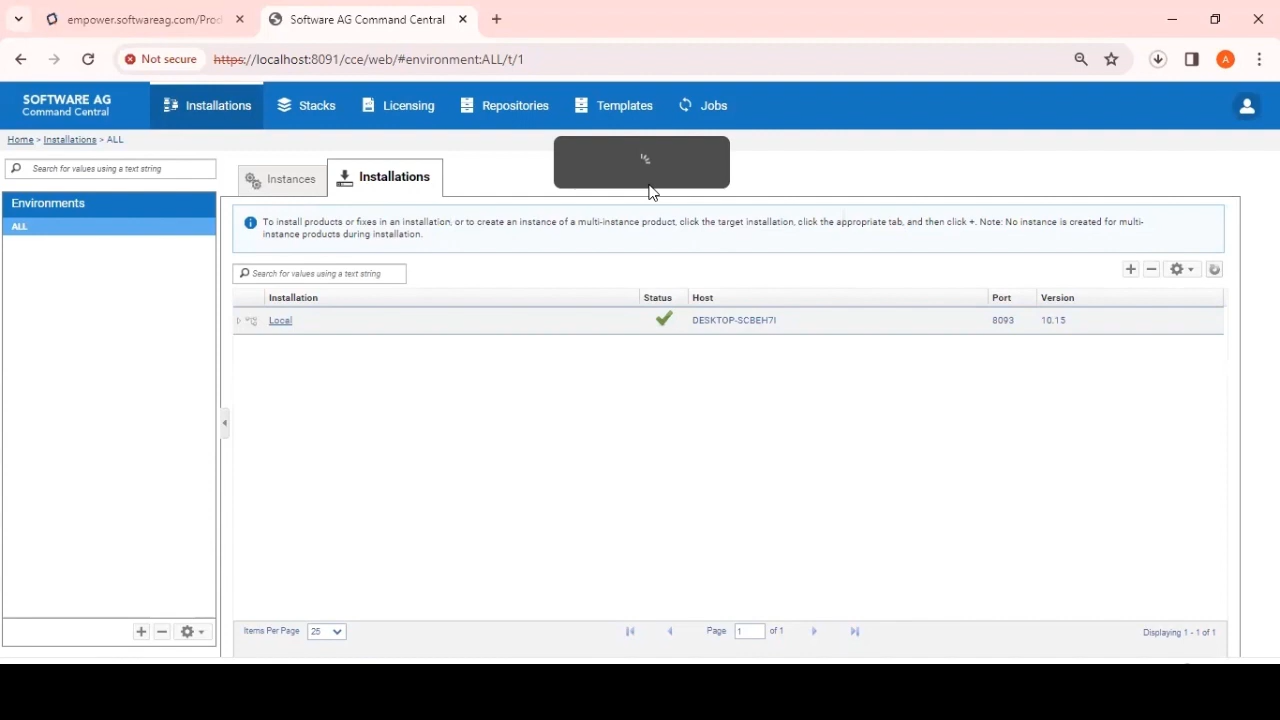 empower.softwareag.com/Prod
Software AG Command Central
Not secure
https://localhost:8091/cce/web/#environment:ALL/t/1
A
SOFTWARE AG
Command Central
Installations
Stacks
Licensing
Repositories
Templates
Jobs
Home > Installations > ALL
Search for values using a text string
Environments
ALL
Instances
Installations
To install products or fixes in an installation, or to create an instance of a multi-instance product, click the target installation, click the appropriate tab, and then click +. Note: No instance is created for multi-
instance products during installation.
Search for values using a text string
Installation Status Host Port Version
Local DESKTOP-SCBEH7I 8093 10.15
Items Per Page 25 Page 1 of 1 Displaying 1 - 1 of 1